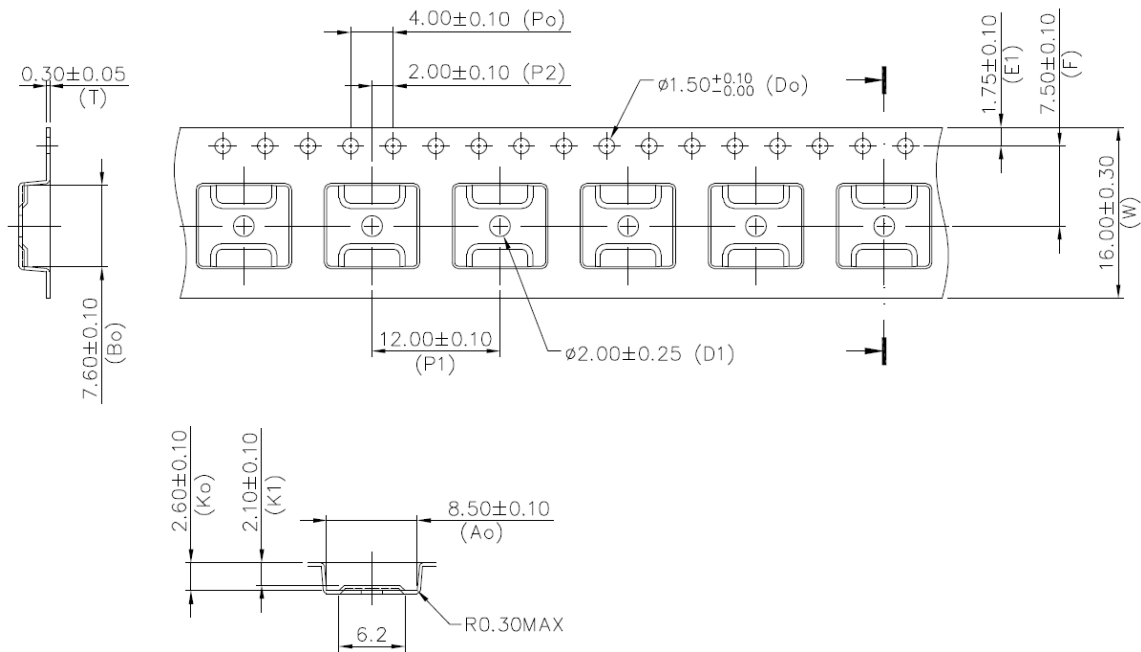 4.00±0.10 (Po)
2.00±0.10 (P2)
0.30±0.05
(T)
ø1.50+0.10 -0.00 (Do)
1.75±0.10
(E1)
7.50±0.10
(F)
16.00±0.30
(W)
7.60±0.10
(Bo)
12.00±0.10
(P1)
ø2.00±0.25 (D1)
2.60±0.10
(Ko)
2.10±0.10
(K1)
8.50±0.10
(Ao)
R0.30MAX
6.2